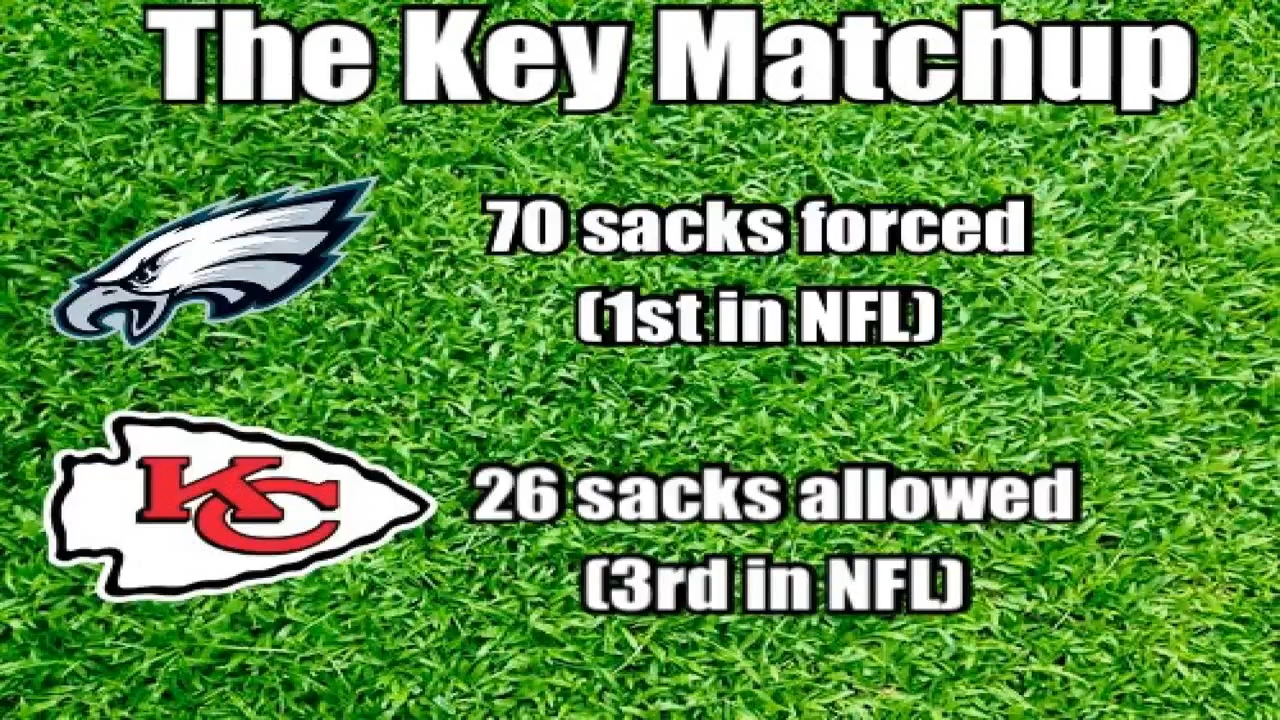 The Key Matchup
70 sacks forced
(1st in NFL)
KC
26 sacks allowed
(3rd in NFL)